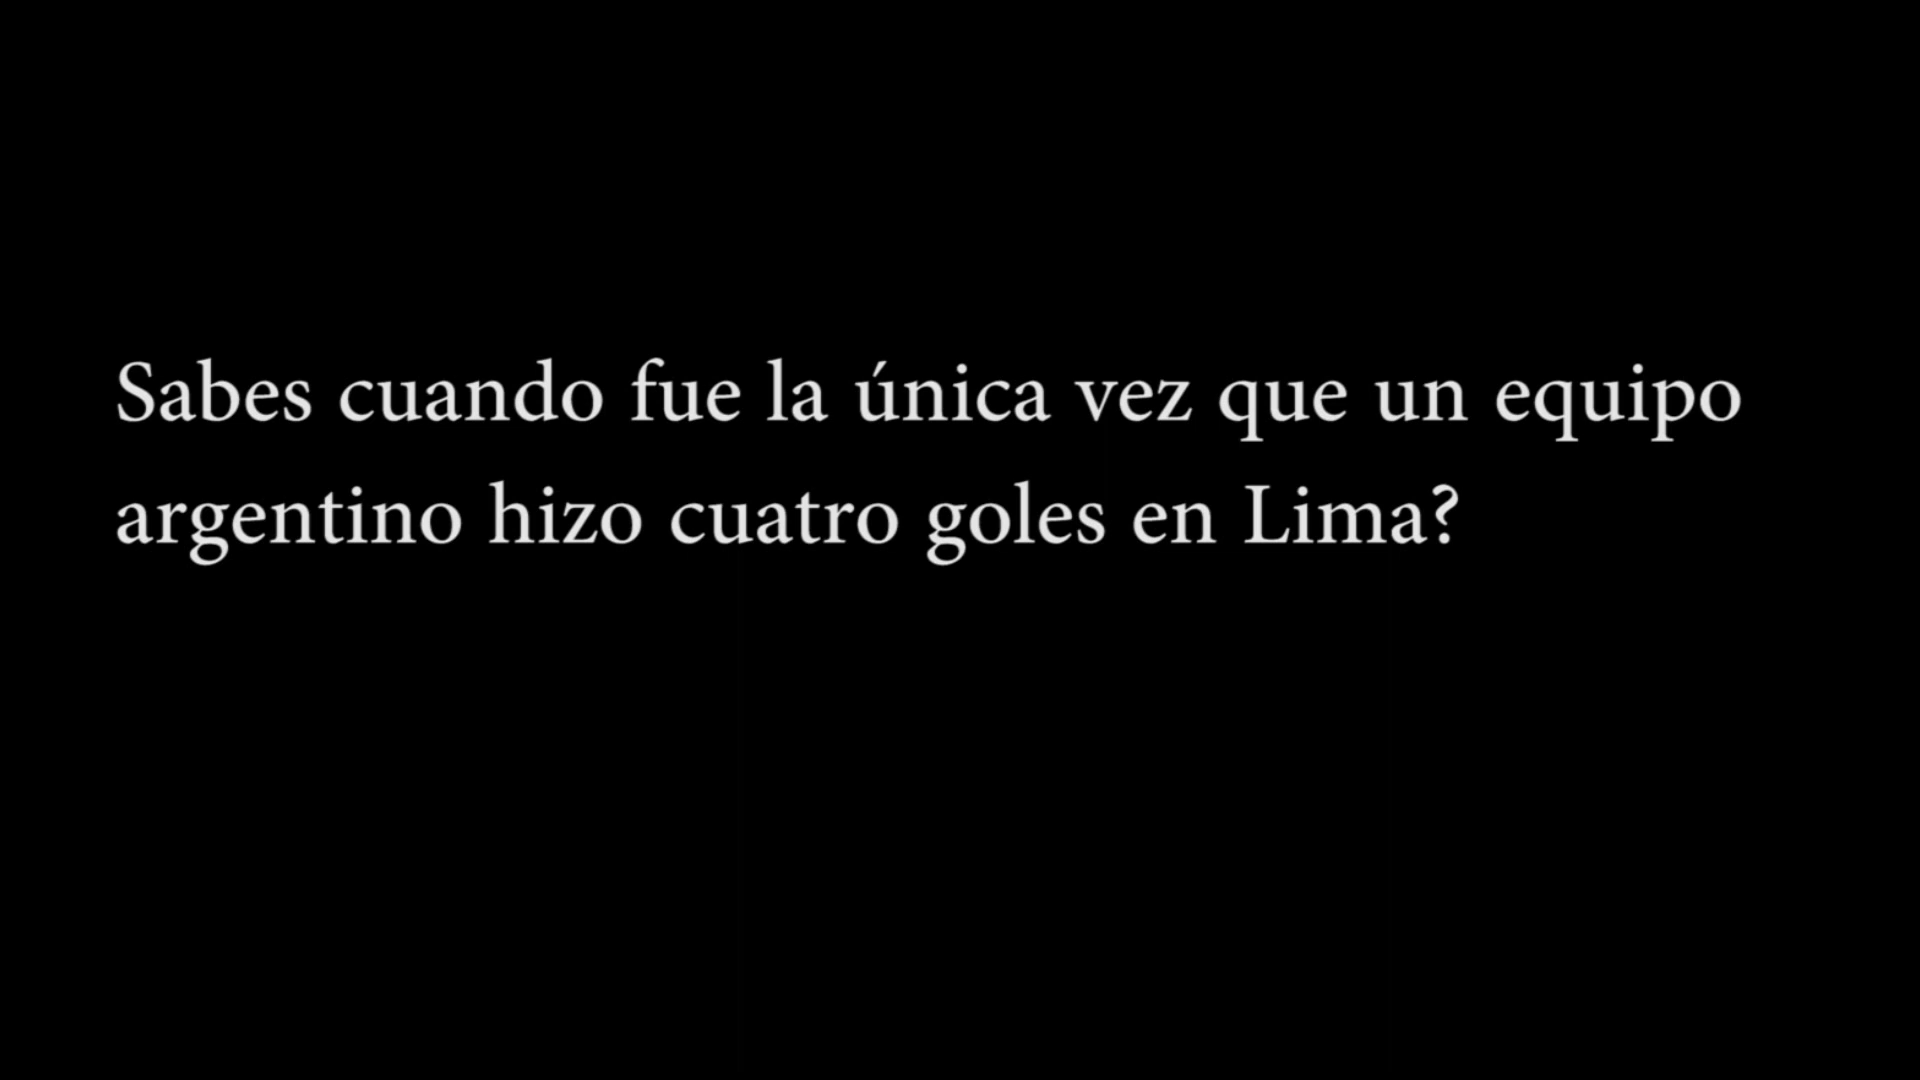 Sabes cuando fue la única vez que un equipo
argentino hizo cuatro goles en Lima?